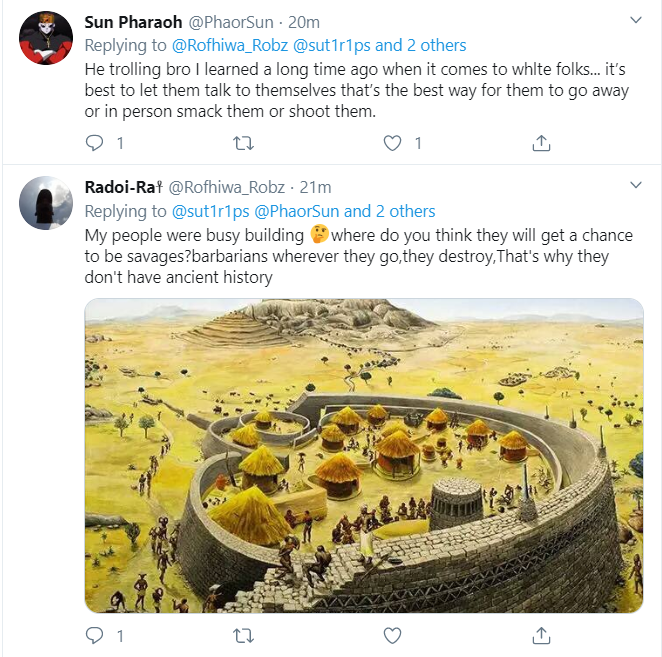 Sun Pharaoh @PhaorSun · 20m
Replying to @Rofhiwa_Robz @sut1r1ps and 2 others
He trolling bro I learned a long time ago when it comes to whlte folks... it's
best to let them talk to themselves that's the best way for them to go away
or in person smack them or shoot them.
1 1
Radoi-Ra☥ @Rofhiwa_Robz · 21m
Replying to @sut1r1ps @PhaorSun and 2 others
My people were busy building 🤔where do you think they will get a chance
to be savages?barbarians wherever they go,they destroy,That's why they
don't have ancient history
1